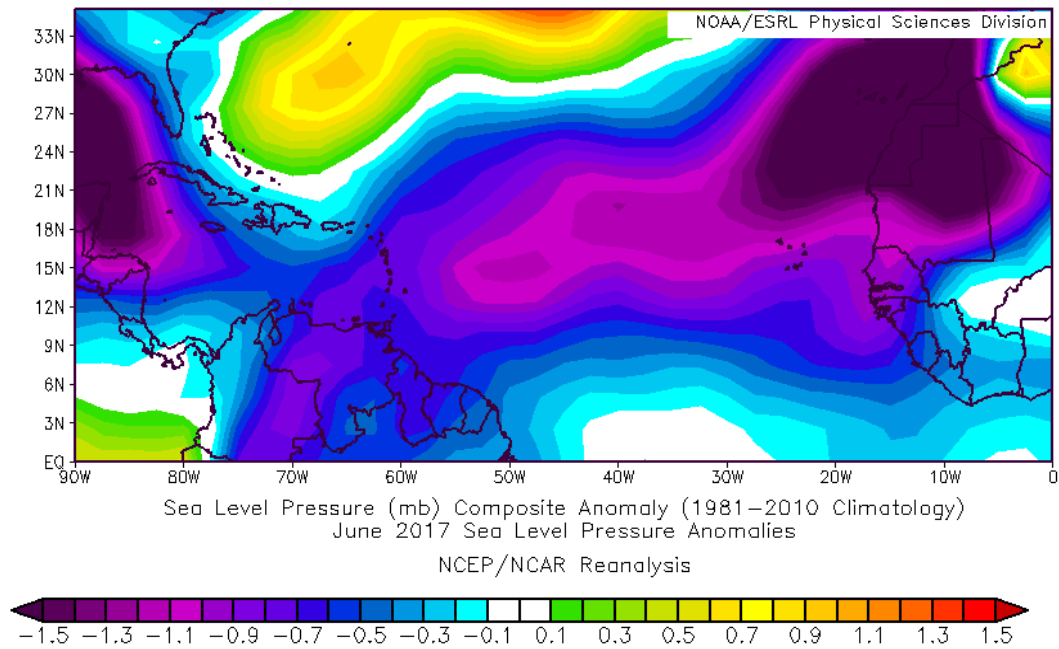 NOAA/ESRL Physical Sciences Division
33N
30N
27N
24N
21N
18N
15N
12N
9N
6N
3N
EQ
90W 80W 70W 60W 50W 40W 30W 20W 10W 0
Sea Level Pressure (mb) Composite Anomaly (1981-2010 Climatology)
June 2017 Sea Level Pressure Anomalies
NCEP/NCAR Reanalysis
-1.5 -1.3 -1.1 -0.9 -0.7 -0.5 -0.3 -0.1 0.1 0.3 0.5 0.7 0.9 1.1 1.3 1.5